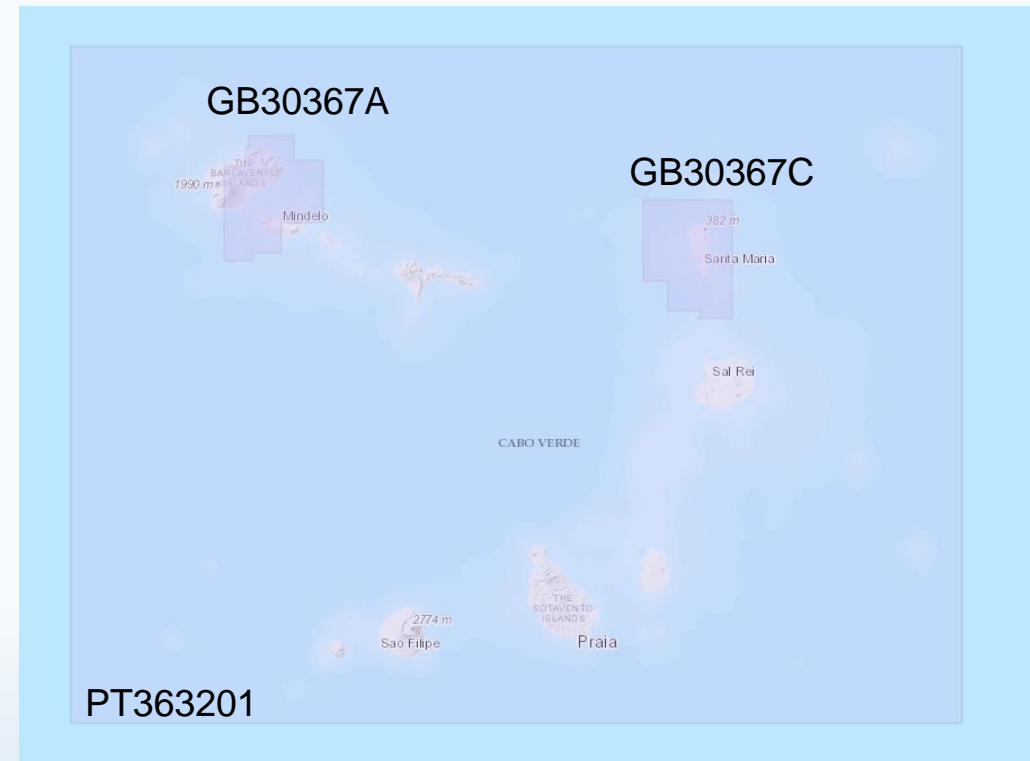 GB30367A
THE
BARLAVENTO
ISLANDS
1990 m
Mindelo
GB30367C
382 m
Santa Maria
Sal Rei
CABO VERDE
THE
SOTAVENTO
ISLANDS
2774 m
Sao Filipe
Praia
PT363201